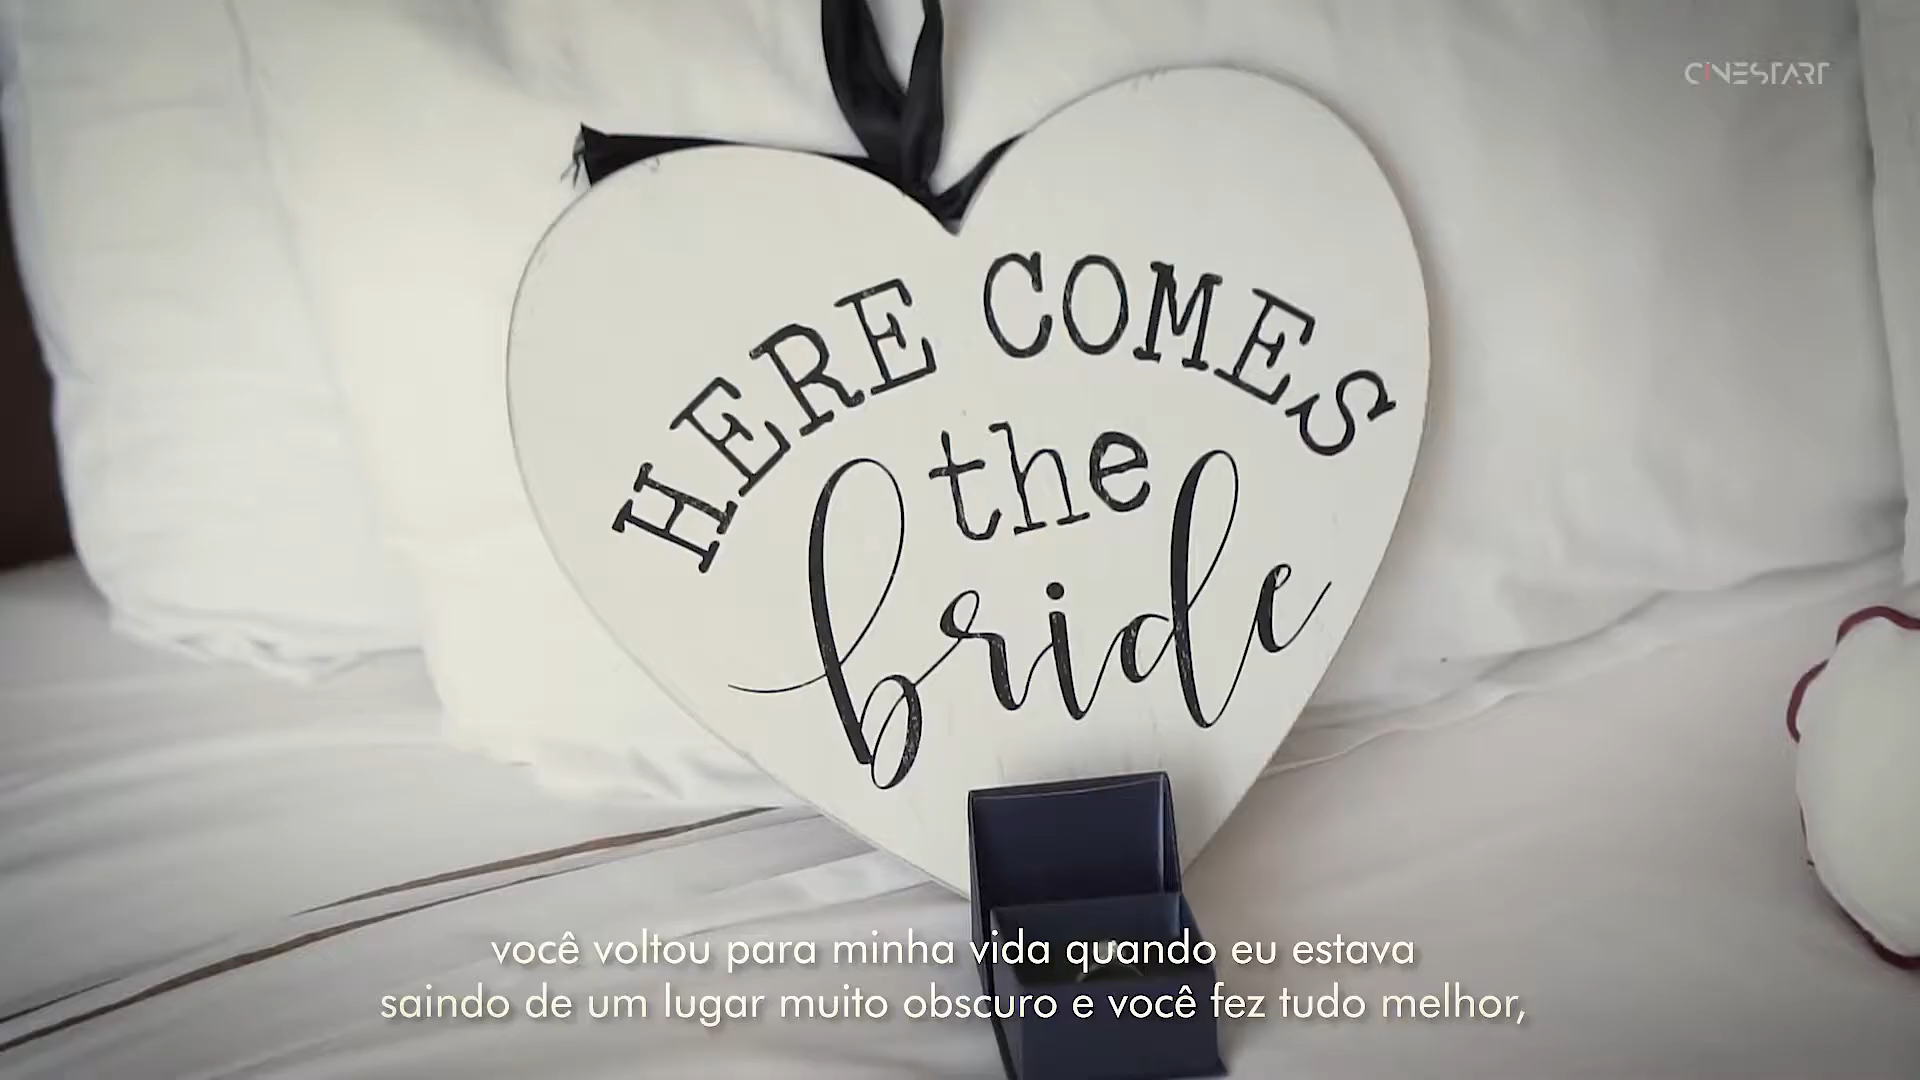 CINESTART
HERE COMES
the
bride
você voltou para minha vida quando eu estava
saindo de um lugar muito obscuro e você fez tudo melhor,